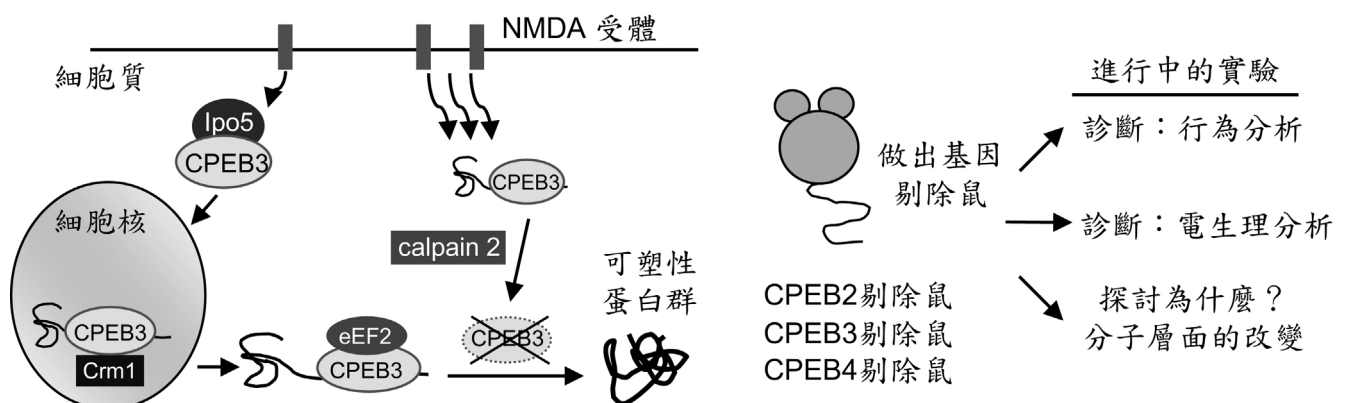 NMDA 受體
細胞質
Ipo5
CPEB3
細胞核
CPEB3
Crm1
CPEB3
calpain 2
CPEB3
eEF2
CPEB3
可塑性
蛋白群
做出基因
剔除鼠
CPEB2剔除鼠
CPEB3剔除鼠
CPEB4剔除鼠
進行中的實驗
診斷：行為分析
診斷：電生理分析
探討為什麼？
分子層面的改變